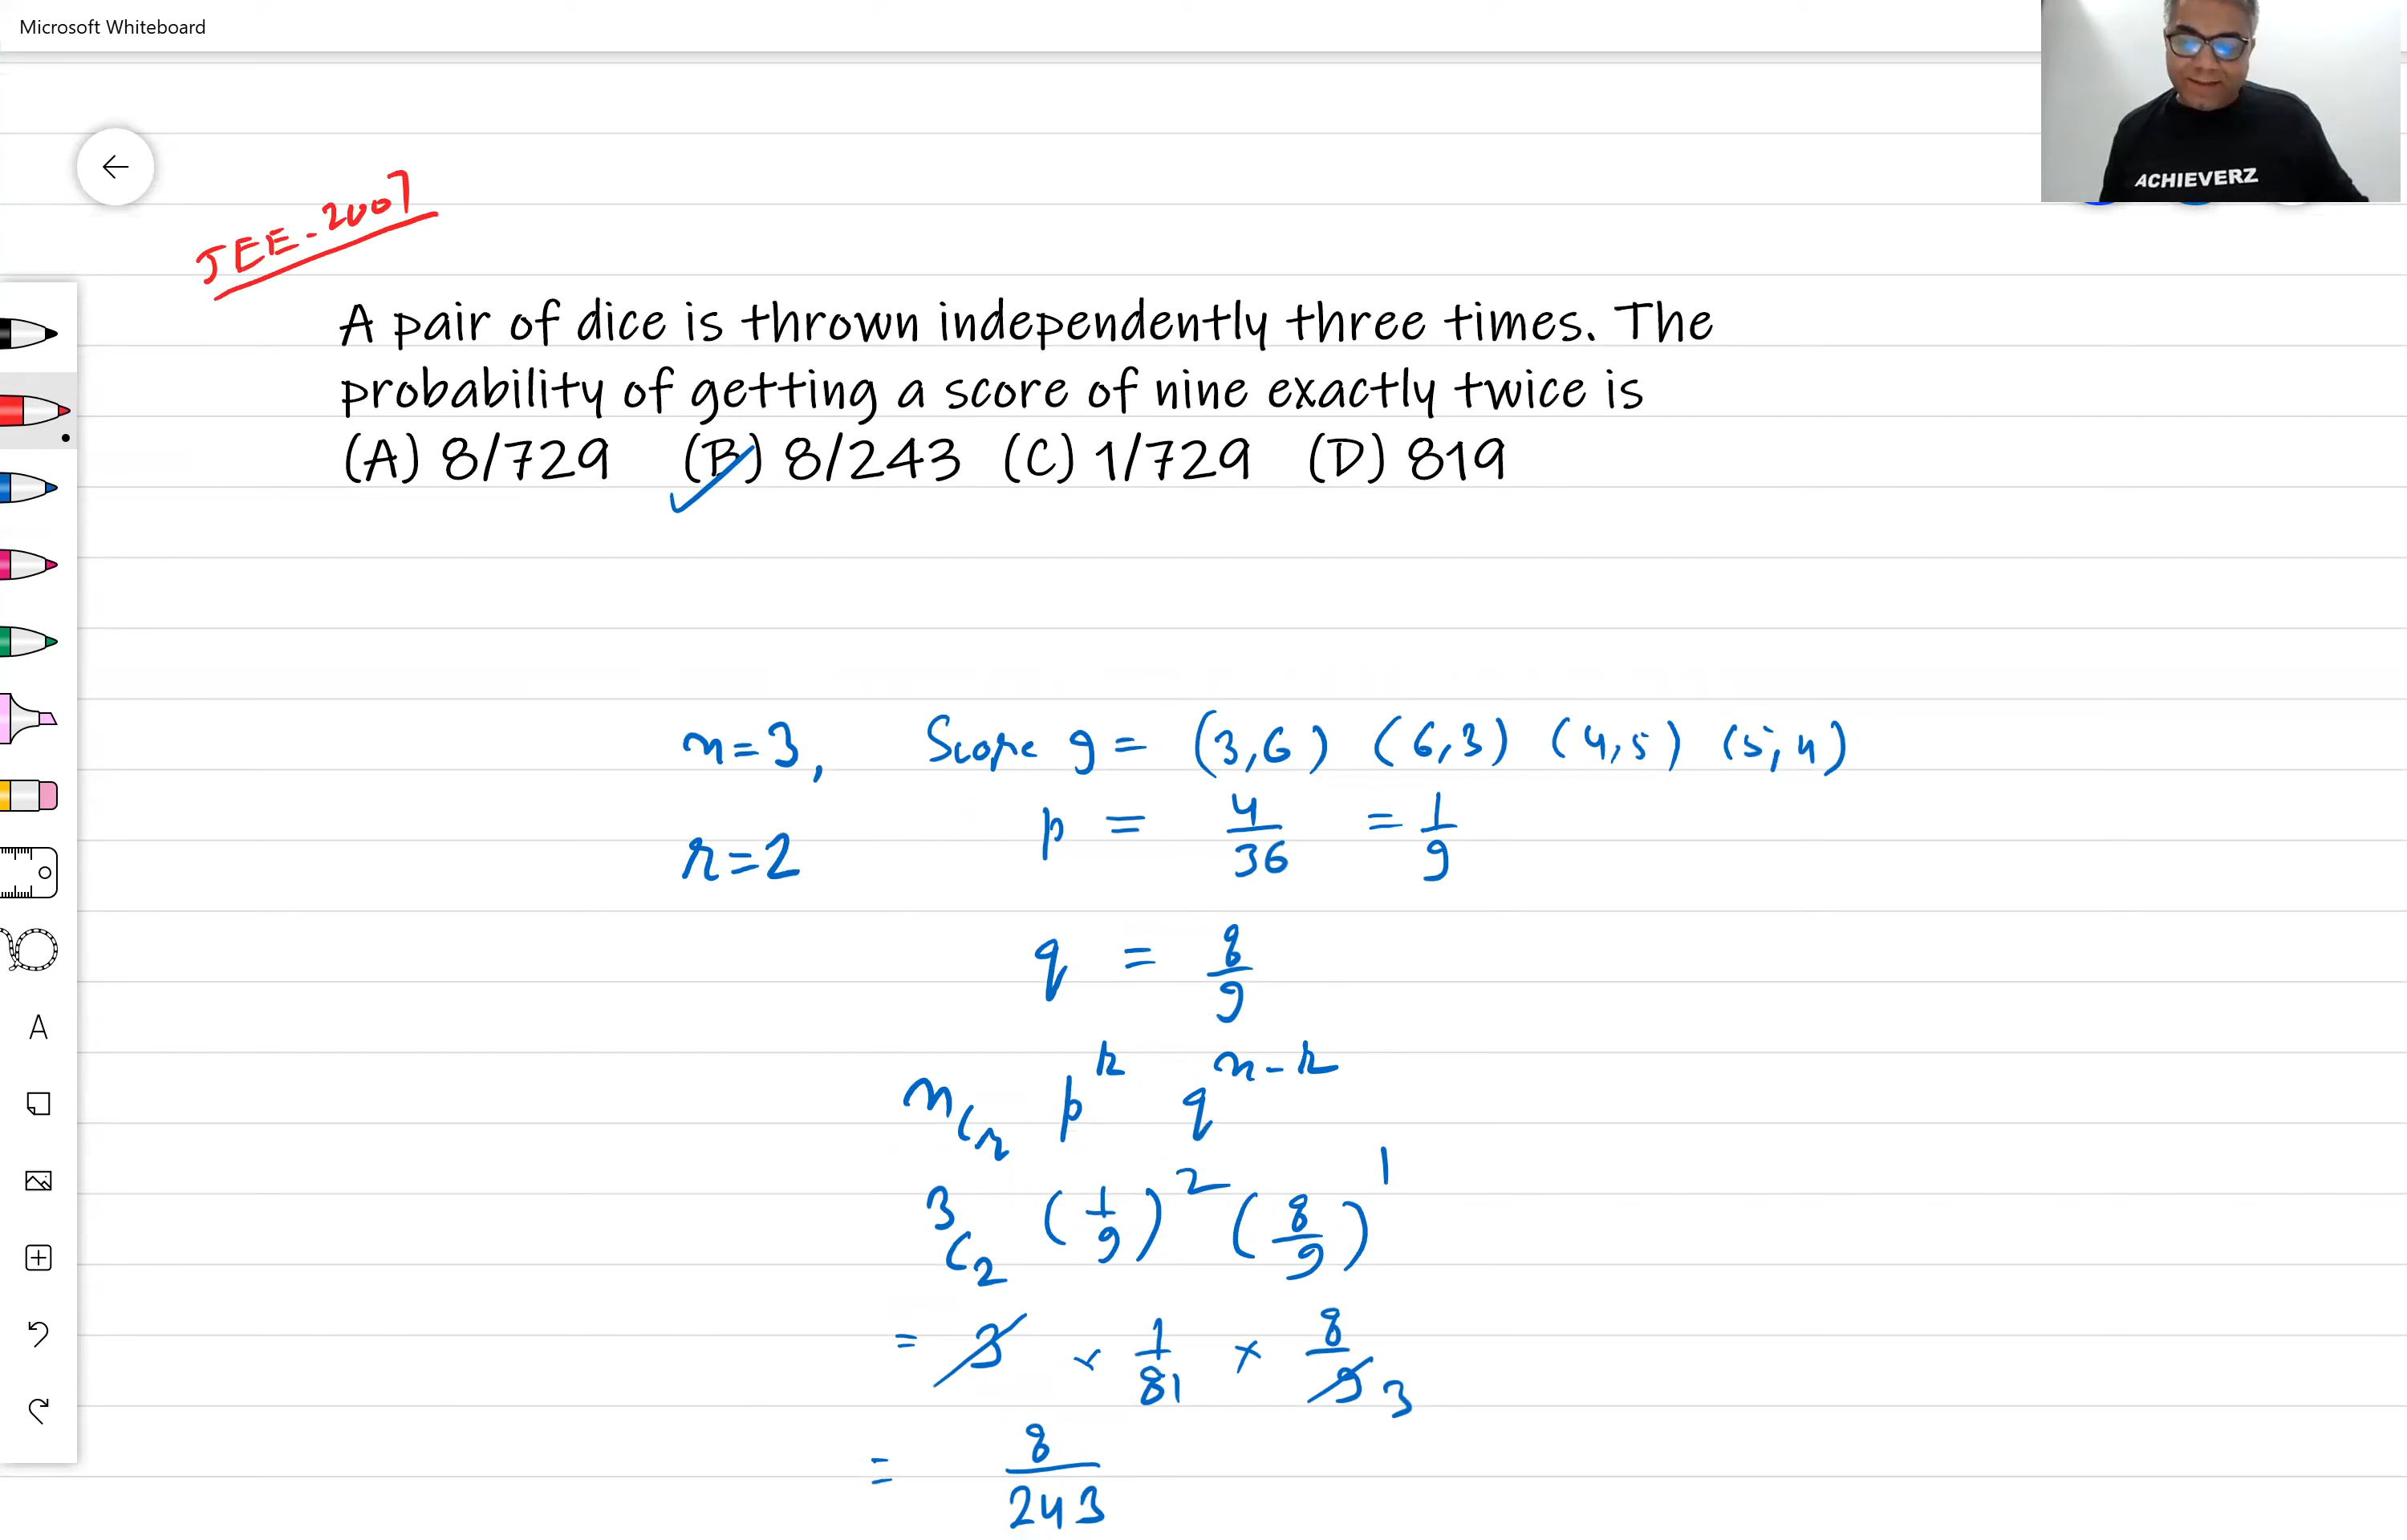 Microsoft Whiteboard
ACHIEVERZ
JEE-2007
A pair of dice is thrown independently three times. The
probability of getting a score of nine exactly twice is
(A) 8/729 (B) 8/243 (C) 1/729 (D) 819
n=3, Score 9 = (3,6) (6,3) (4,5) (5,4)
r=2 p = 4/36 = 1/9
q = 8/9
nCr p^r q^n-r
3C2 (1/9)^2 (8/9)^1
= 3 × 1/81 × 8/9 3
= 8/243
A